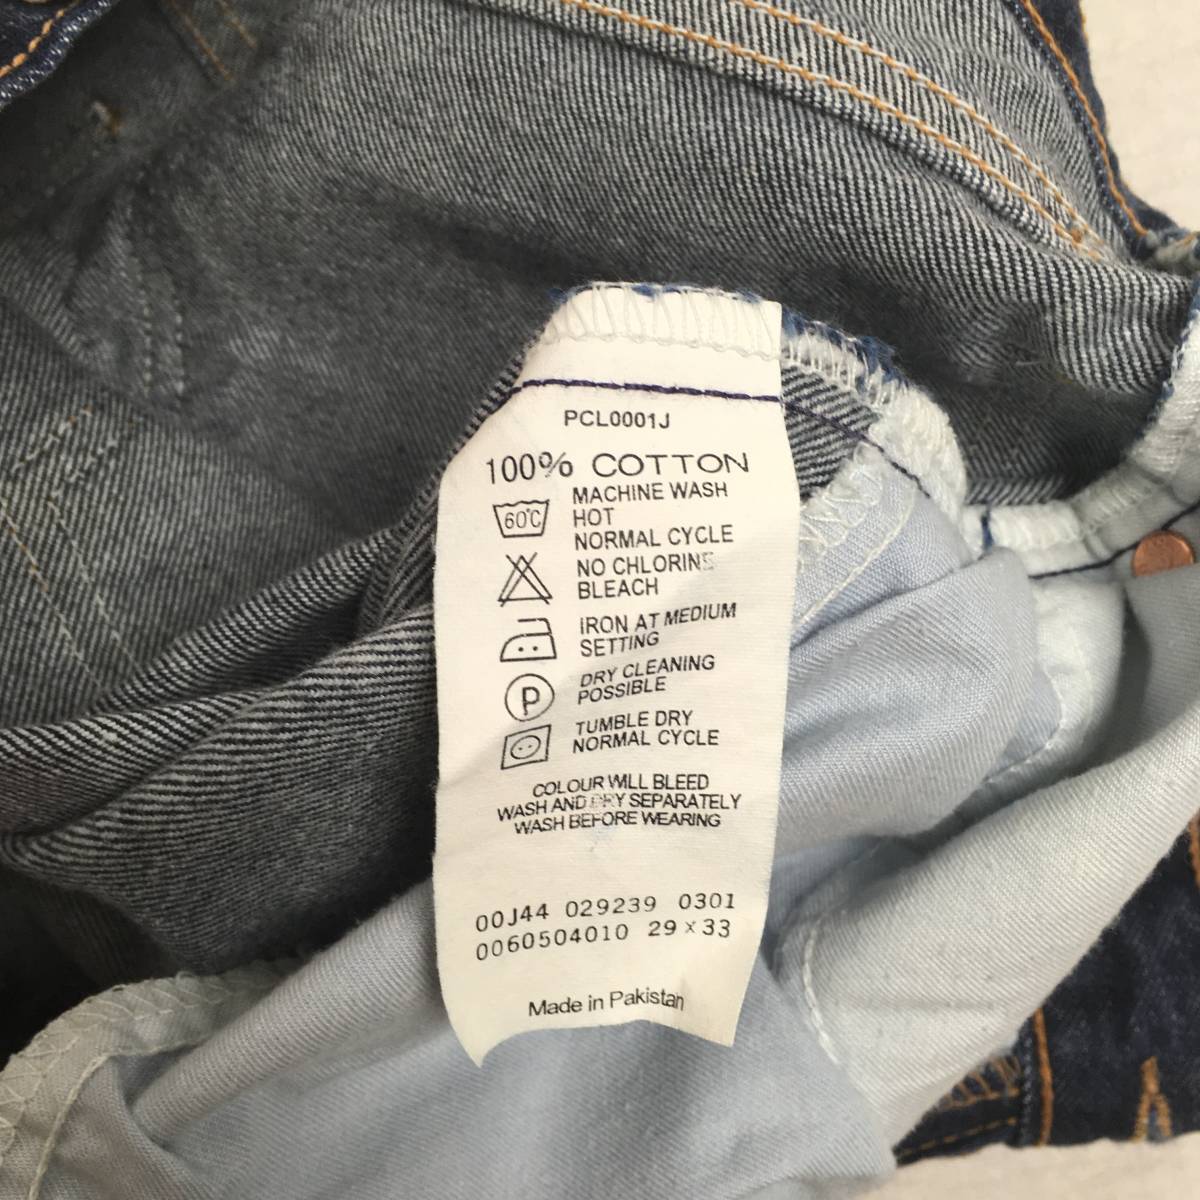 PCL0001J
100% COTTON
60°C
MACHINE WASH
HOT
NORMAL CYCLE
NO CHLORINE
BLEACH
IRON AT MEDIUM
SETTING
P
DRY CLEANING
POSSIBLE
TUMBLE DRY
NORMAL CYCLE
COLOUR WILL BLEED
WASH AND DRY SEPARATELY
WASH BEFORE WEARING
00J44 029239 0301
0060504010 29×33
Made in Pakistan